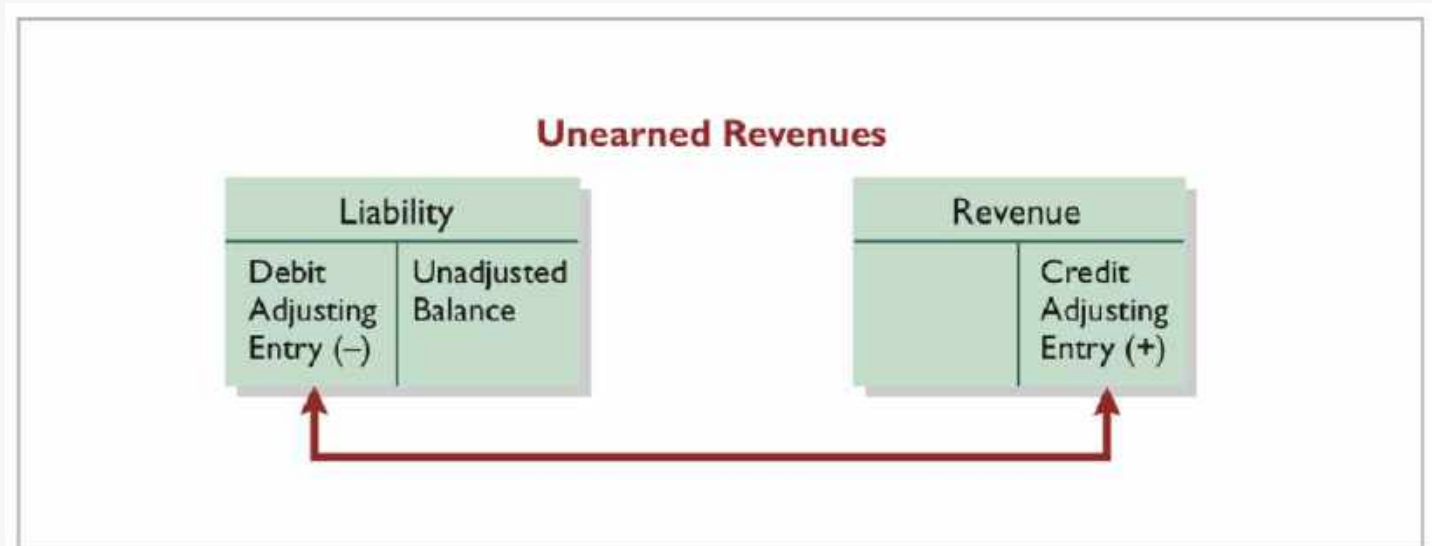 Unearned Revenues
Liability
Debit
Adjusting
Entry (–)
Unadjusted
Balance
Revenue
Credit
Adjusting
Entry (+)